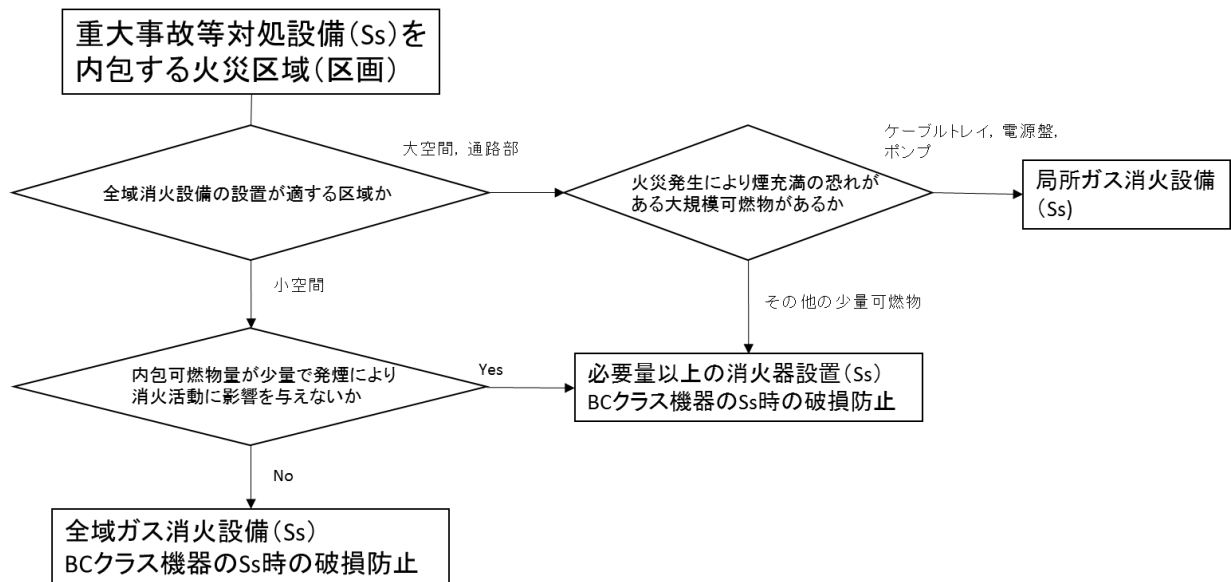 重大事故等対処設備(Ss)を
内包する火災区域(区画)
全域消火設備の設置が適する区域か
大空間, 通路部
火災発生により煙充満の恐れが
ある大規模可燃物があるか
ケーブルトレイ, 電源盤,
ポンプ
局所ガス消火設備
(Ss)
小空間
その他の少量可燃物
内包可燃物量が少量で発煙により
消火活動に影響を与えないか
Yes
必要量以上の消火器設置(Ss)
BCクラス機器のSs時の破損防止
No
全域ガス消火設備(Ss)
BCクラス機器のSs時の破損防止